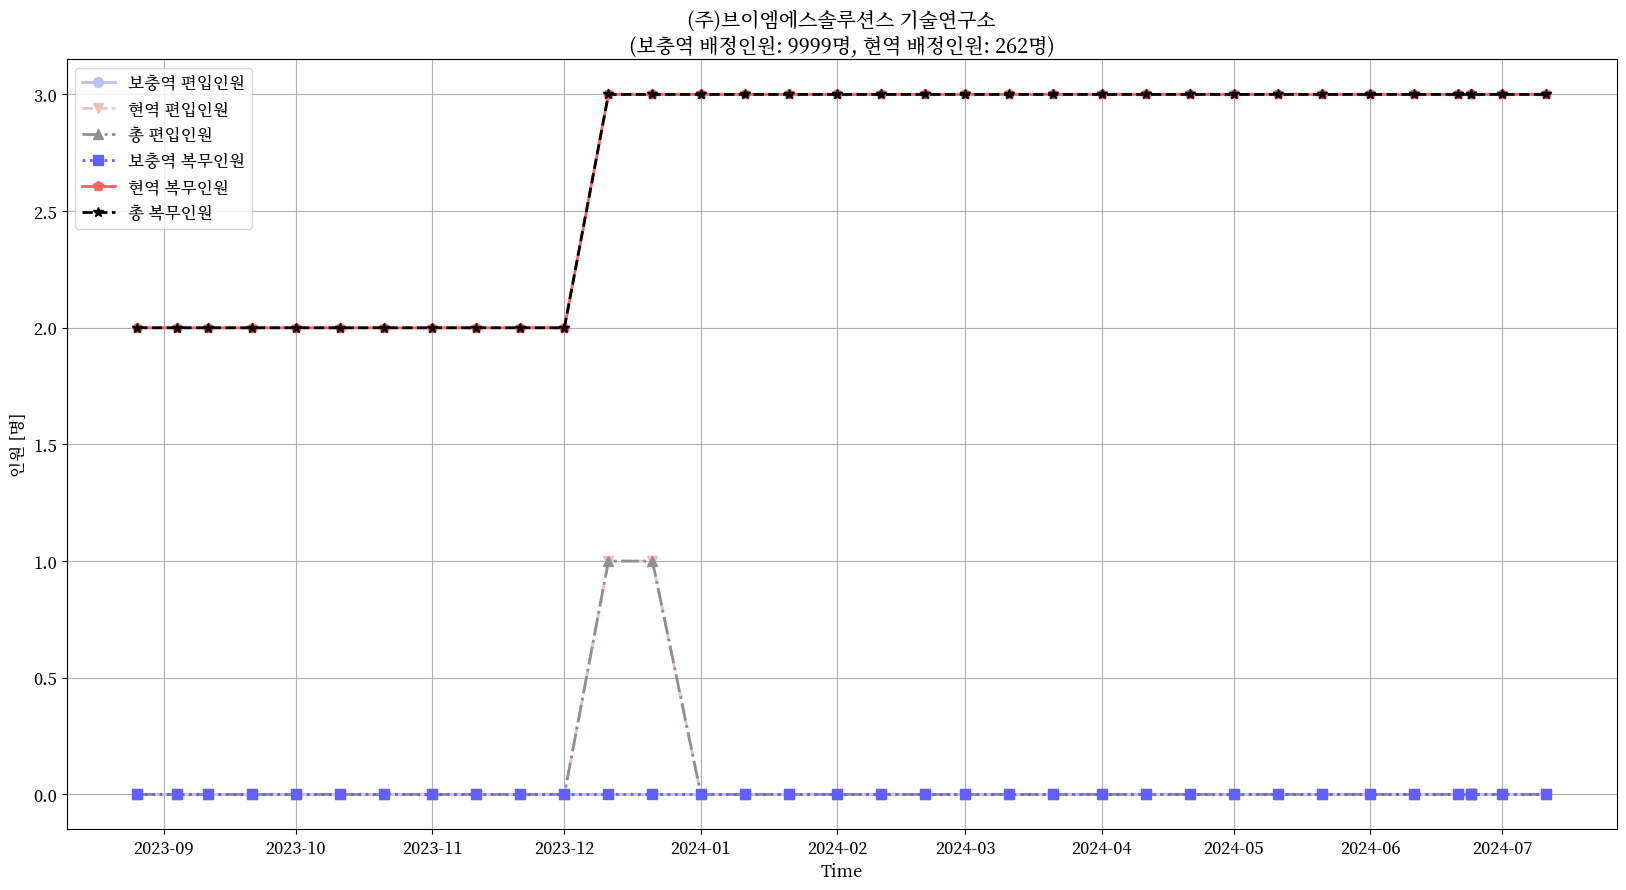 (주)브이엠에스솔루션스 기술연구소
(보충역 배정인원: 9999명, 현역 배정인원: 262명)
보충역 편입인원
현역 편입인원
총 편입인원
보충역 복무인원
현역 복무인원
총 복무인원
3.0
2.5
2.0
1.5
1.0
0.5
0.0
인원 [명]
2023-09 2023-10 2023-11 2023-12 2024-01 2024-02 2024-03 2024-04 2024-05 2024-06 2024-07
Time